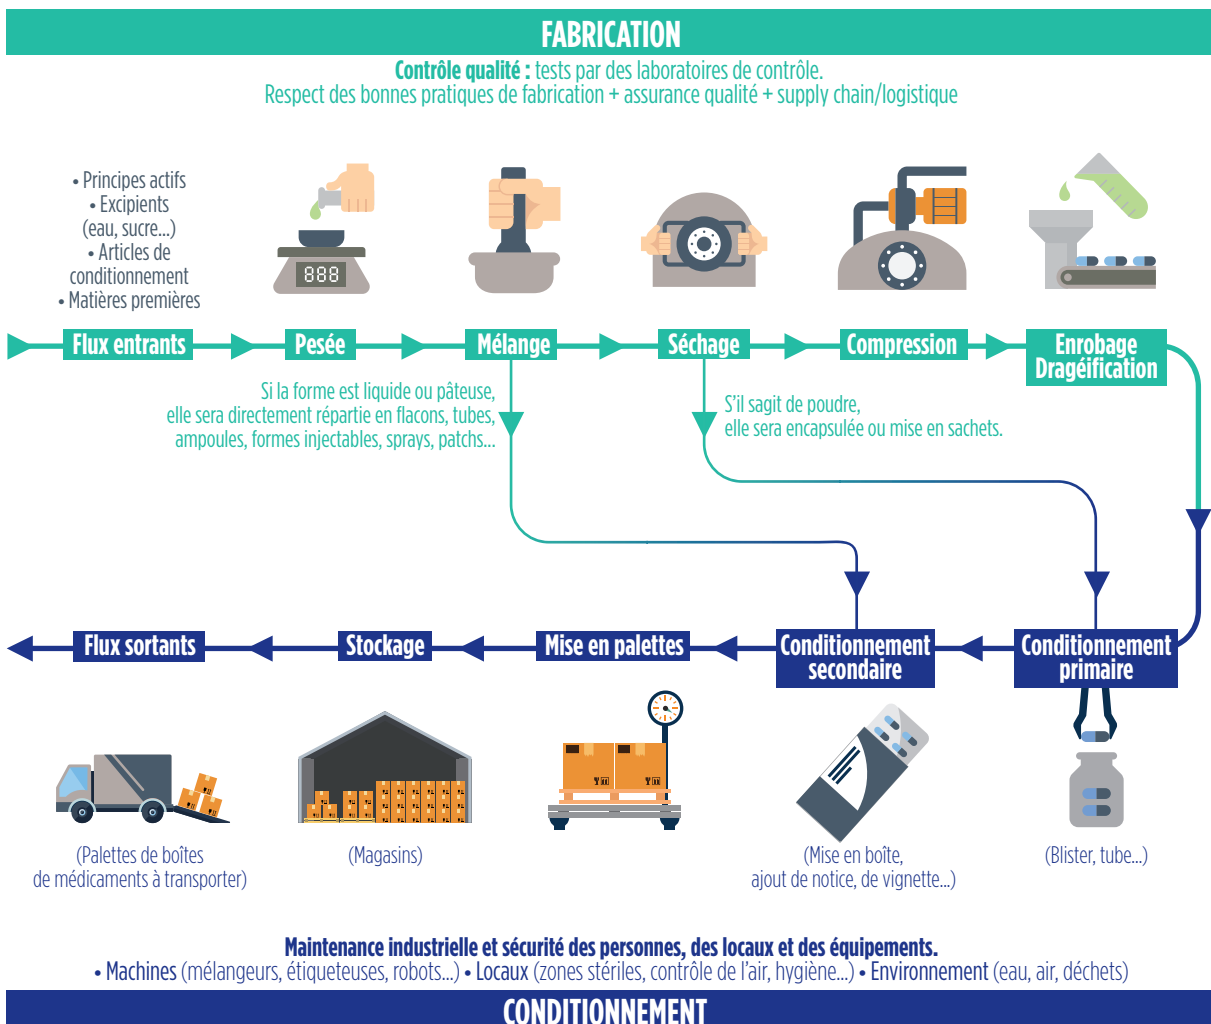 FABRICATION
Contrôle qualité : tests par des laboratoires de contrôle.
Respect des bonnes pratiques de fabrication + assurance qualité + supply chain/logistique
• Principes actifs
• Excipients
(eau, sucre...)
• Articles de
conditionnement
• Matières premières
888
Flux entrants
Pesée
Mélange
Séchage
Compression
Enrobage
Dragéification
Si la forme est liquide ou pâteuse,
elle sera directement répartie en flacons, tubes,
ampoules, formes injectables, sprays, patchs...
S'il sagit de poudre,
elle sera encapsulée ou mise en sachets.
Flux sortants
Stockage
Mise en palettes
Conditionnement
secondaire
Conditionnement
primaire
(Palettes de boîtes
de médicaments à transporter)
(Magasins)
(Mise en boîte,
ajout de notice, de vignette...)
(Blister, tube...)
Maintenance industrielle et sécurité des personnes, des locaux et des équipements.
• Machines (mélangeurs, étiqueteuses, robots...) • Locaux (zones stériles, contrôle de l'air, hygiène...) • Environnement (eau, air, déchets)
CONDITIONNEMENT